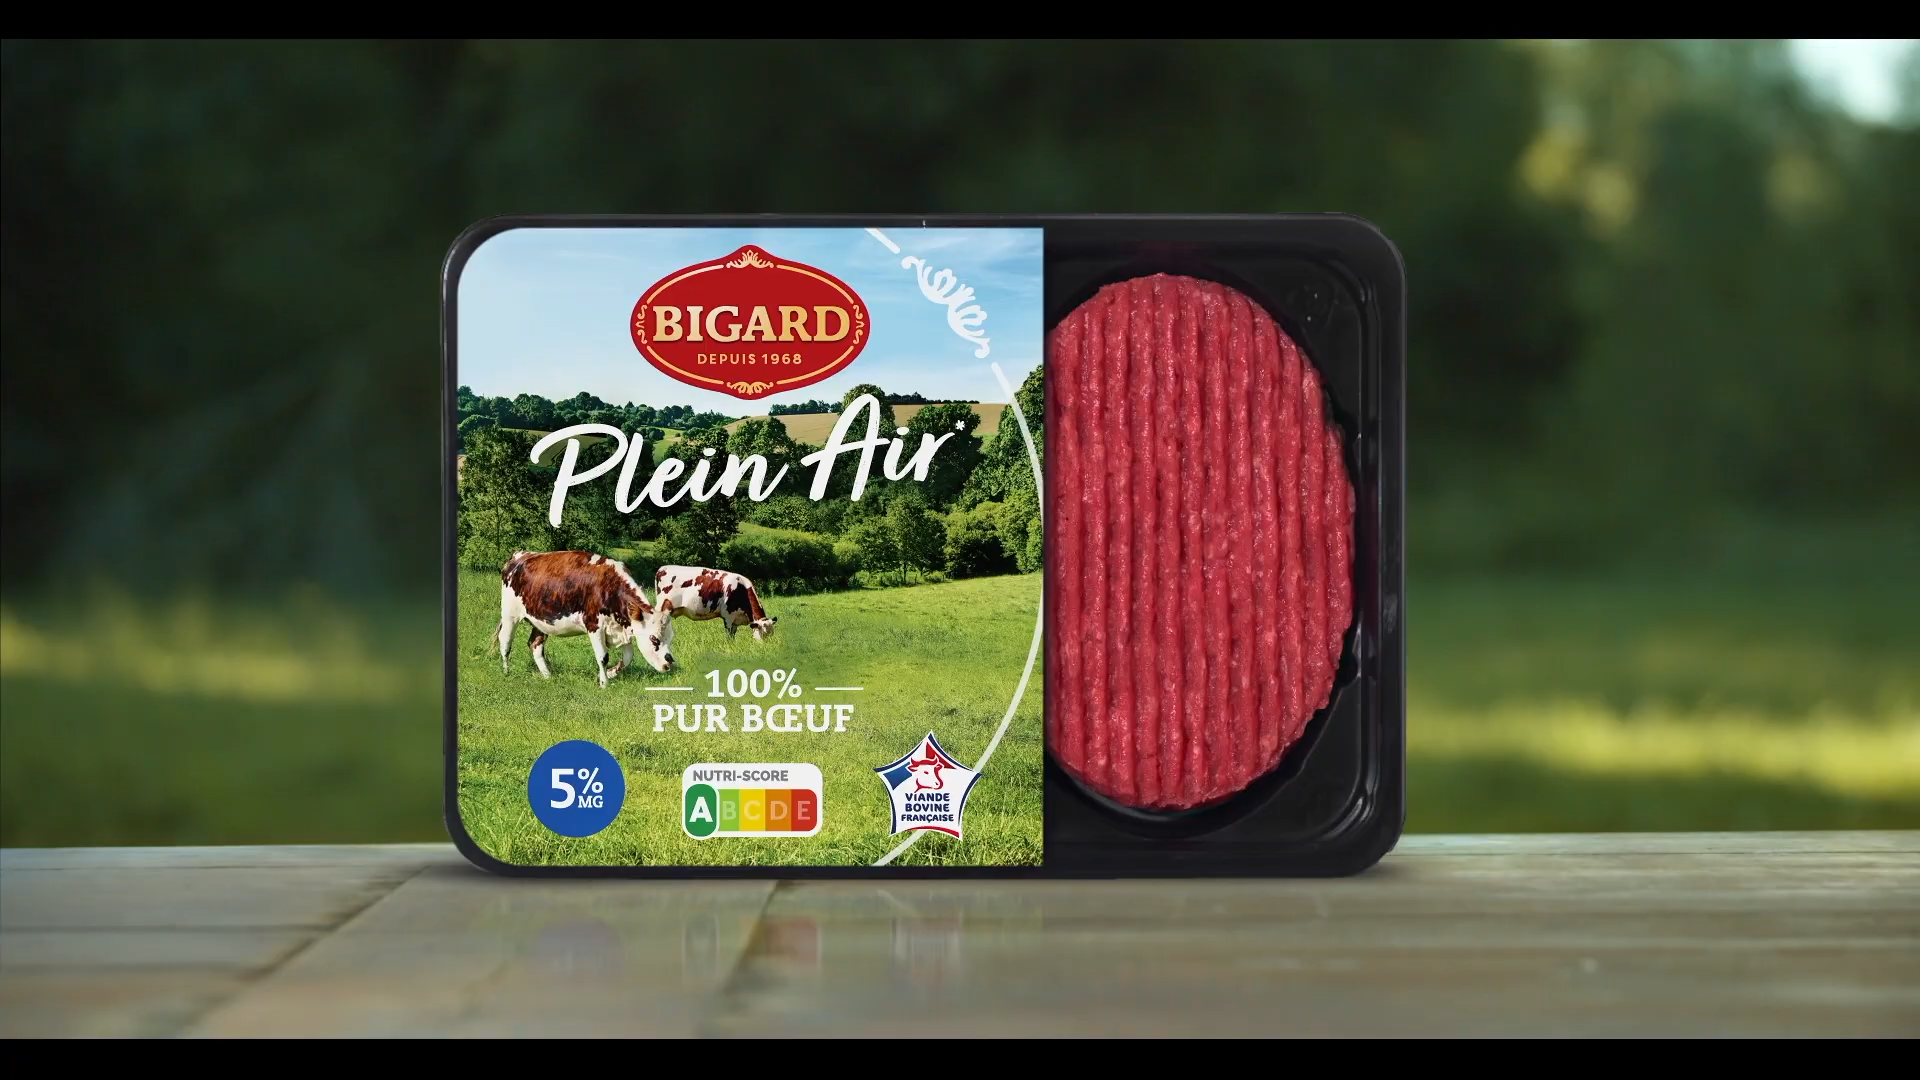 BIGARD
DEPUIS 1968
Plein Air*
100%
PUR BŒUF
5% MG
NUTRI-SCORE
A B C D E
VIANDE
BOVINE
FRANÇAISE